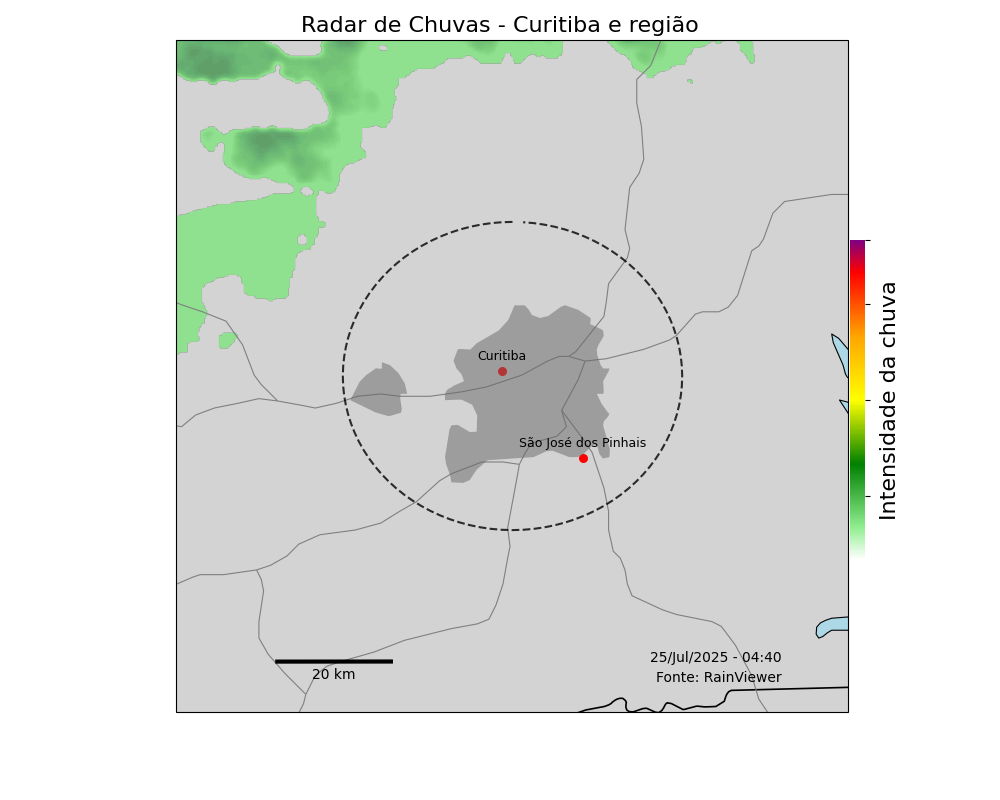 Radar de Chuvas - Curitiba e região
Curitiba
São José dos Pinhais
Intensidade da chuva
25/Jul/2025 - 04:40
Fonte: RainViewer
20 km